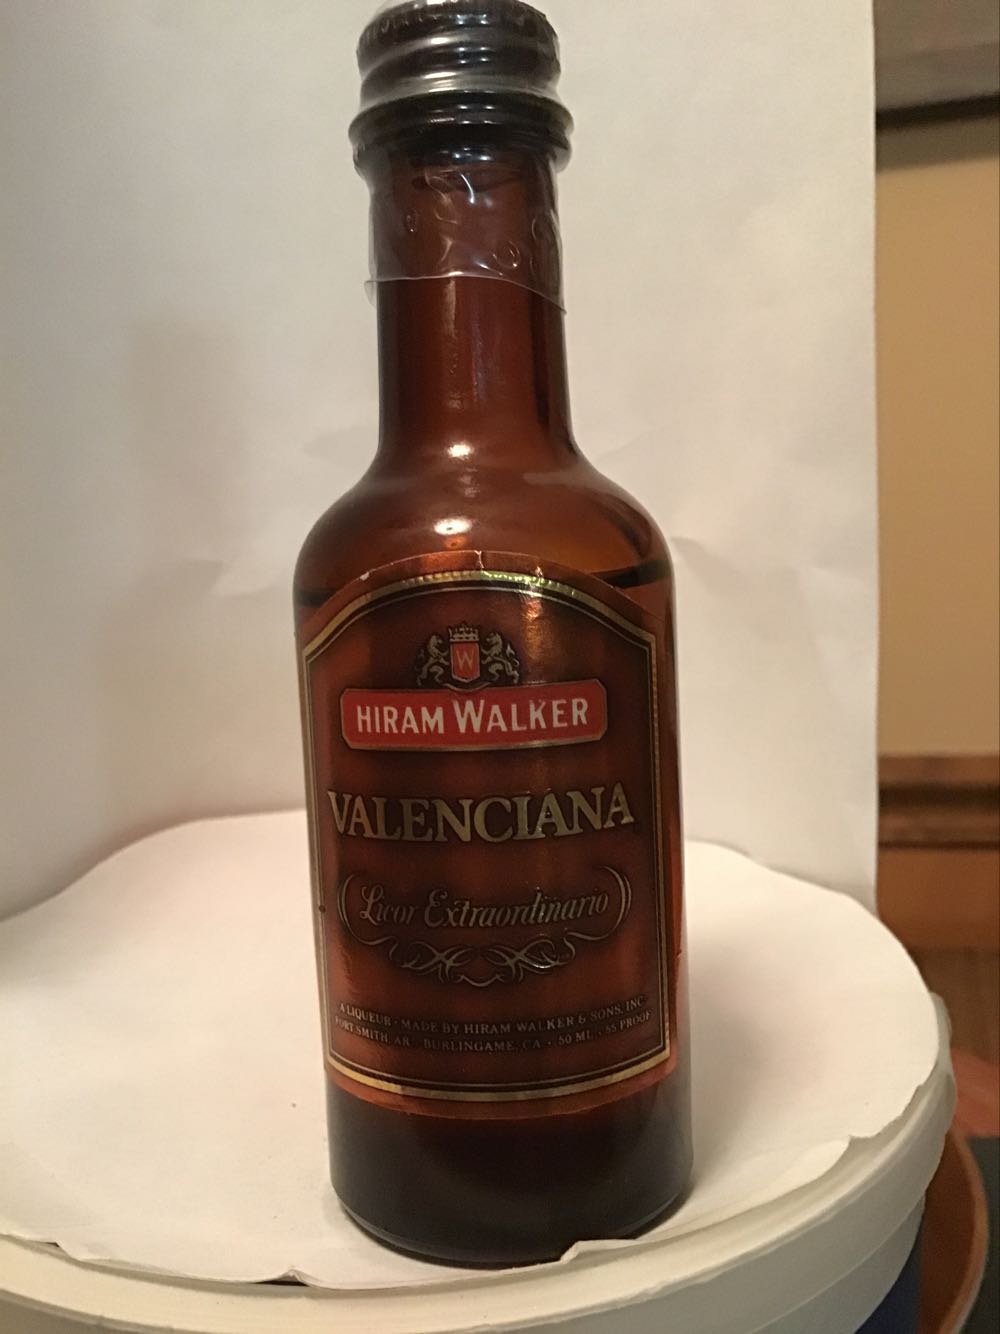 W
HIRAM WALKER
VALENCIANA
Licor Extraordinario
A LIQUEUR • MADE BY HIRAM WALKER & SONS, INC.
FORT SMITH, AR • BURLINGAME, CA • 50 ML • 55 PROOF